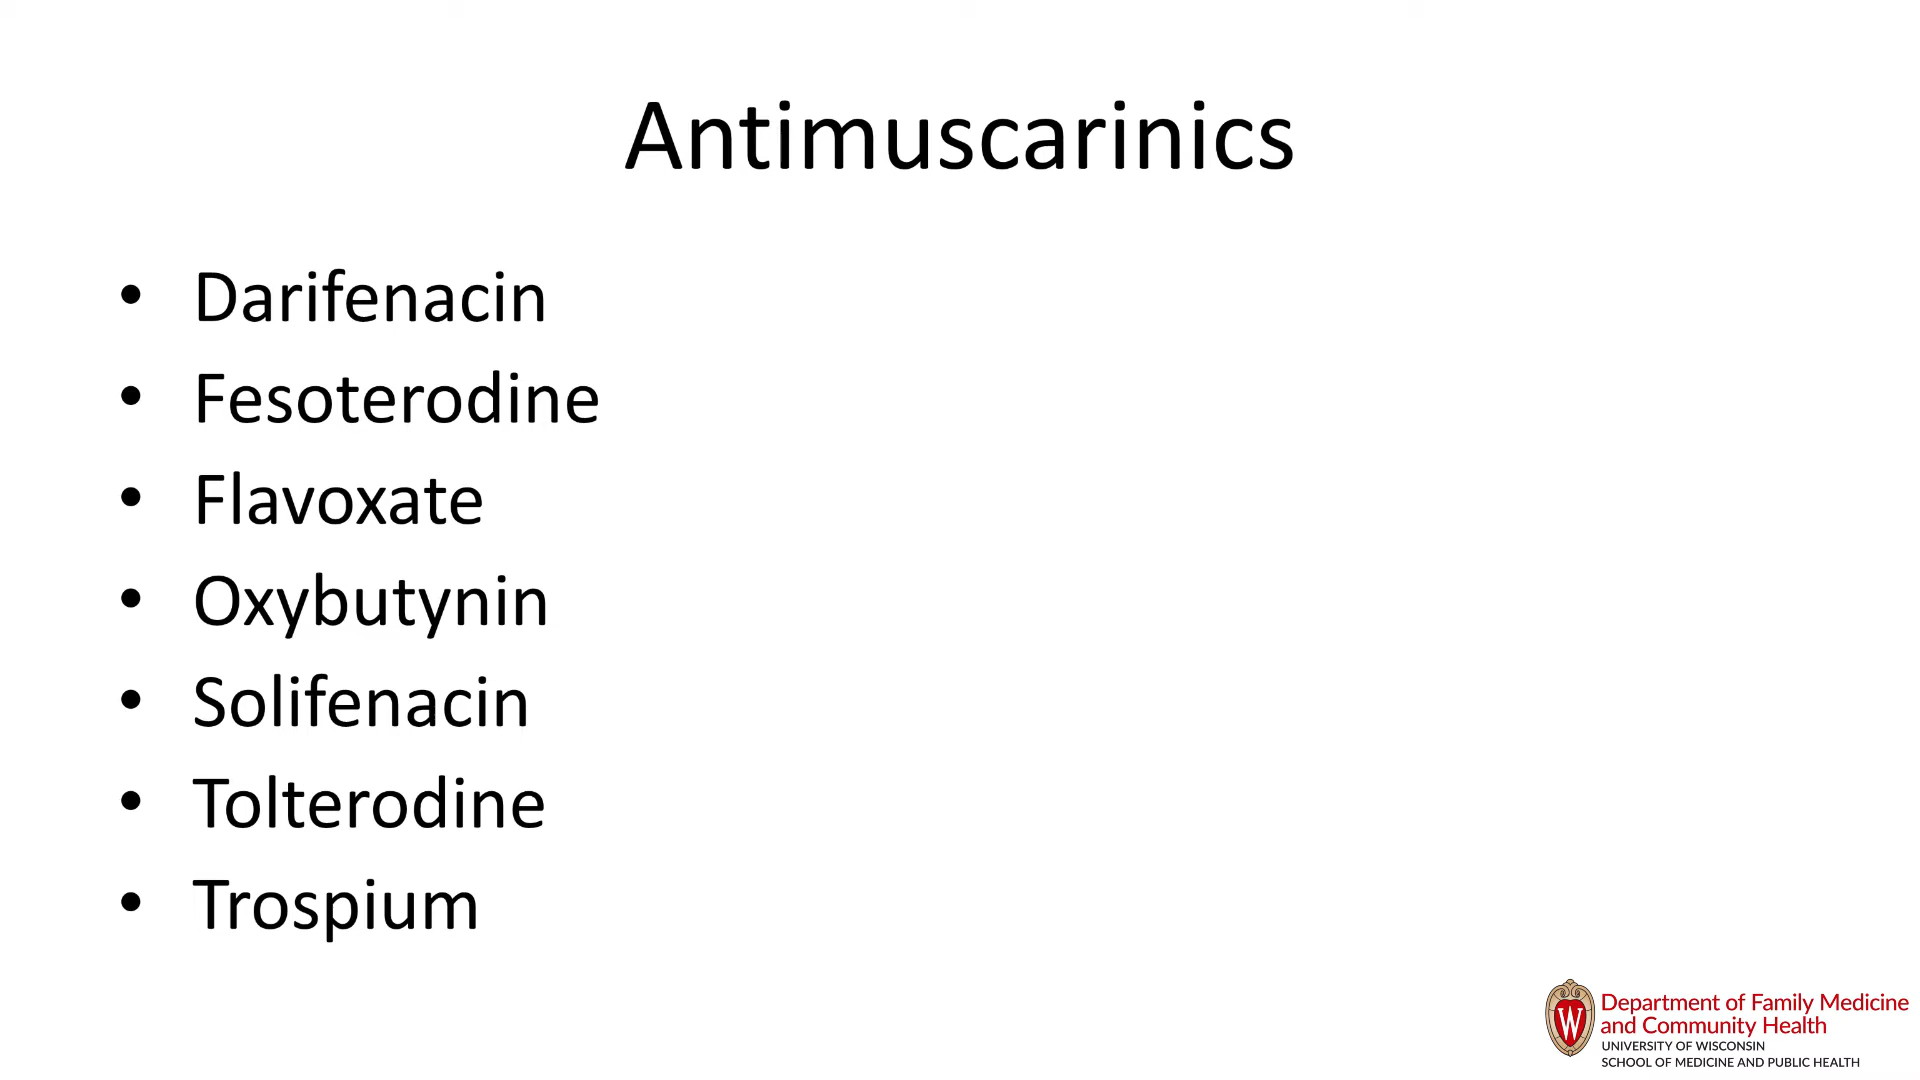 Antimuscarinics
• Darifenacin
• Fesoterodine
• Flavoxate
• Oxybutynin
• Solifenacin
• Tolterodine
• Trospium
W
Department of Family Medicine
and Community Health
UNIVERSITY OF WISCONSIN
SCHOOL OF MEDICINE AND PUBLIC HEALTH